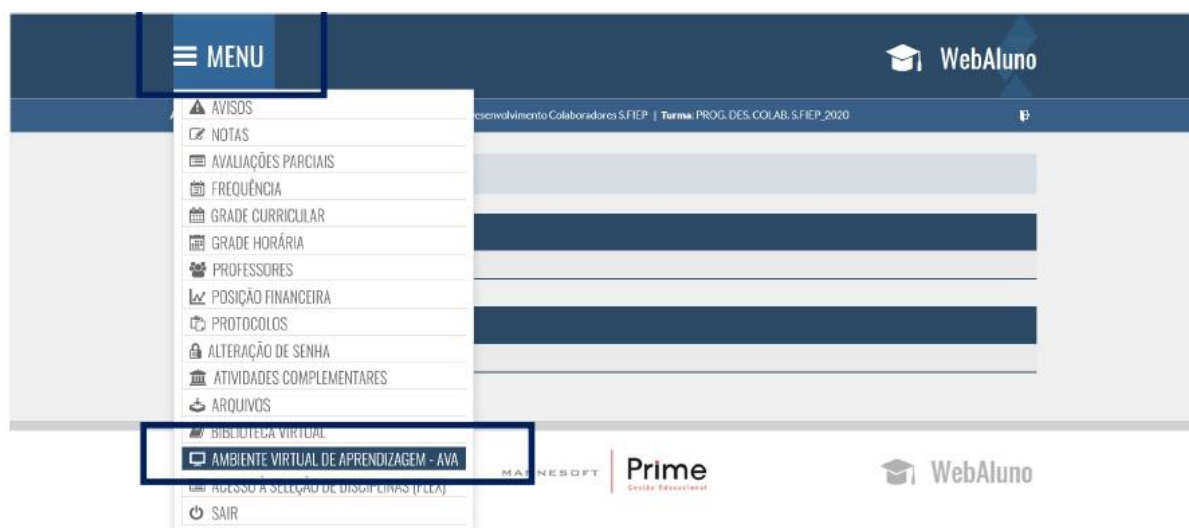 MENU
WebAluno
AVISOS
esenvolvimento Colaboradores S.FIEP | Turma: PROG. DES. COLAB. S.FIEP_2020
NOTAS
AVALIAÇÕES PARCIAIS
FREQUÊNCIA
GRADE CURRICULAR
GRADE HORÁRIA
PROFESSORES
POSIÇÃO FINANCEIRA
PROTOCOLOS
ALTERAÇÃO DE SENHA
ATIVIDADES COMPLEMENTARES
ARQUIVOS
BIBLIOTECA VIRTUAL
AMBIENTE VIRTUAL DE APRENDIZAGEM - AVA
ACESSO À SELEÇÃO DE DISCIPLINAS (FLEX)
SAIR
Prime
Gestão Educacional
WebAluno